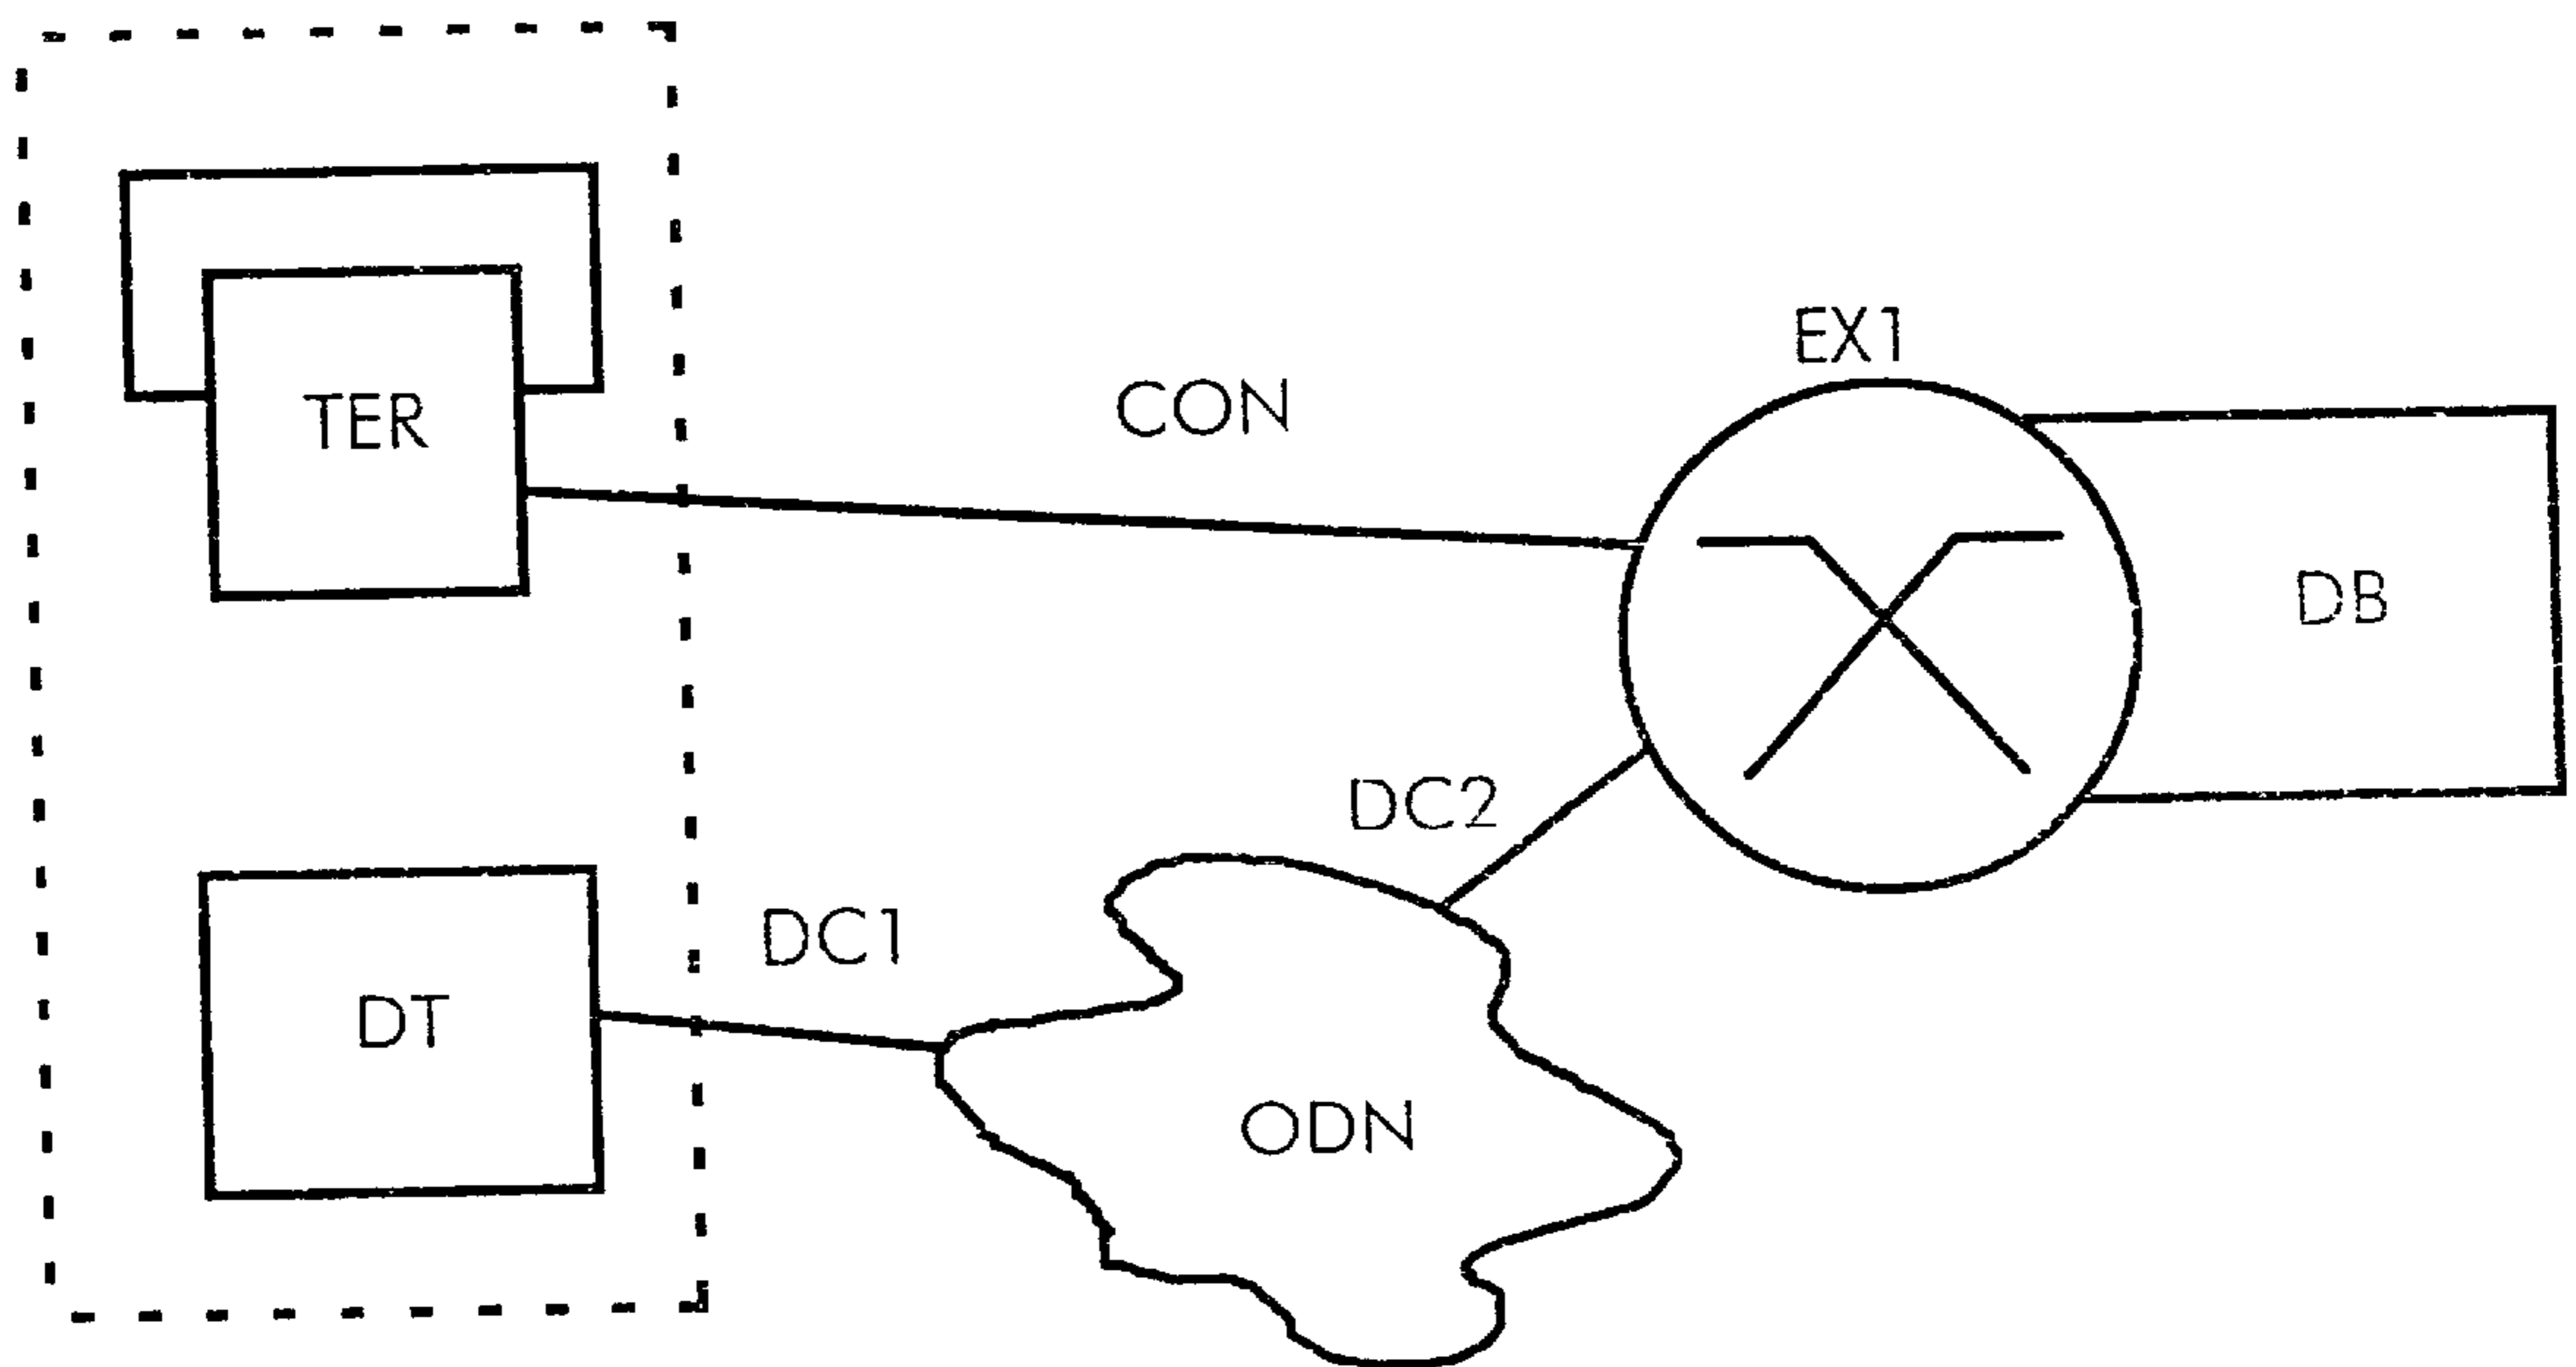 EX1
CON
TER
DB
DC2
DC1
DT
ODN